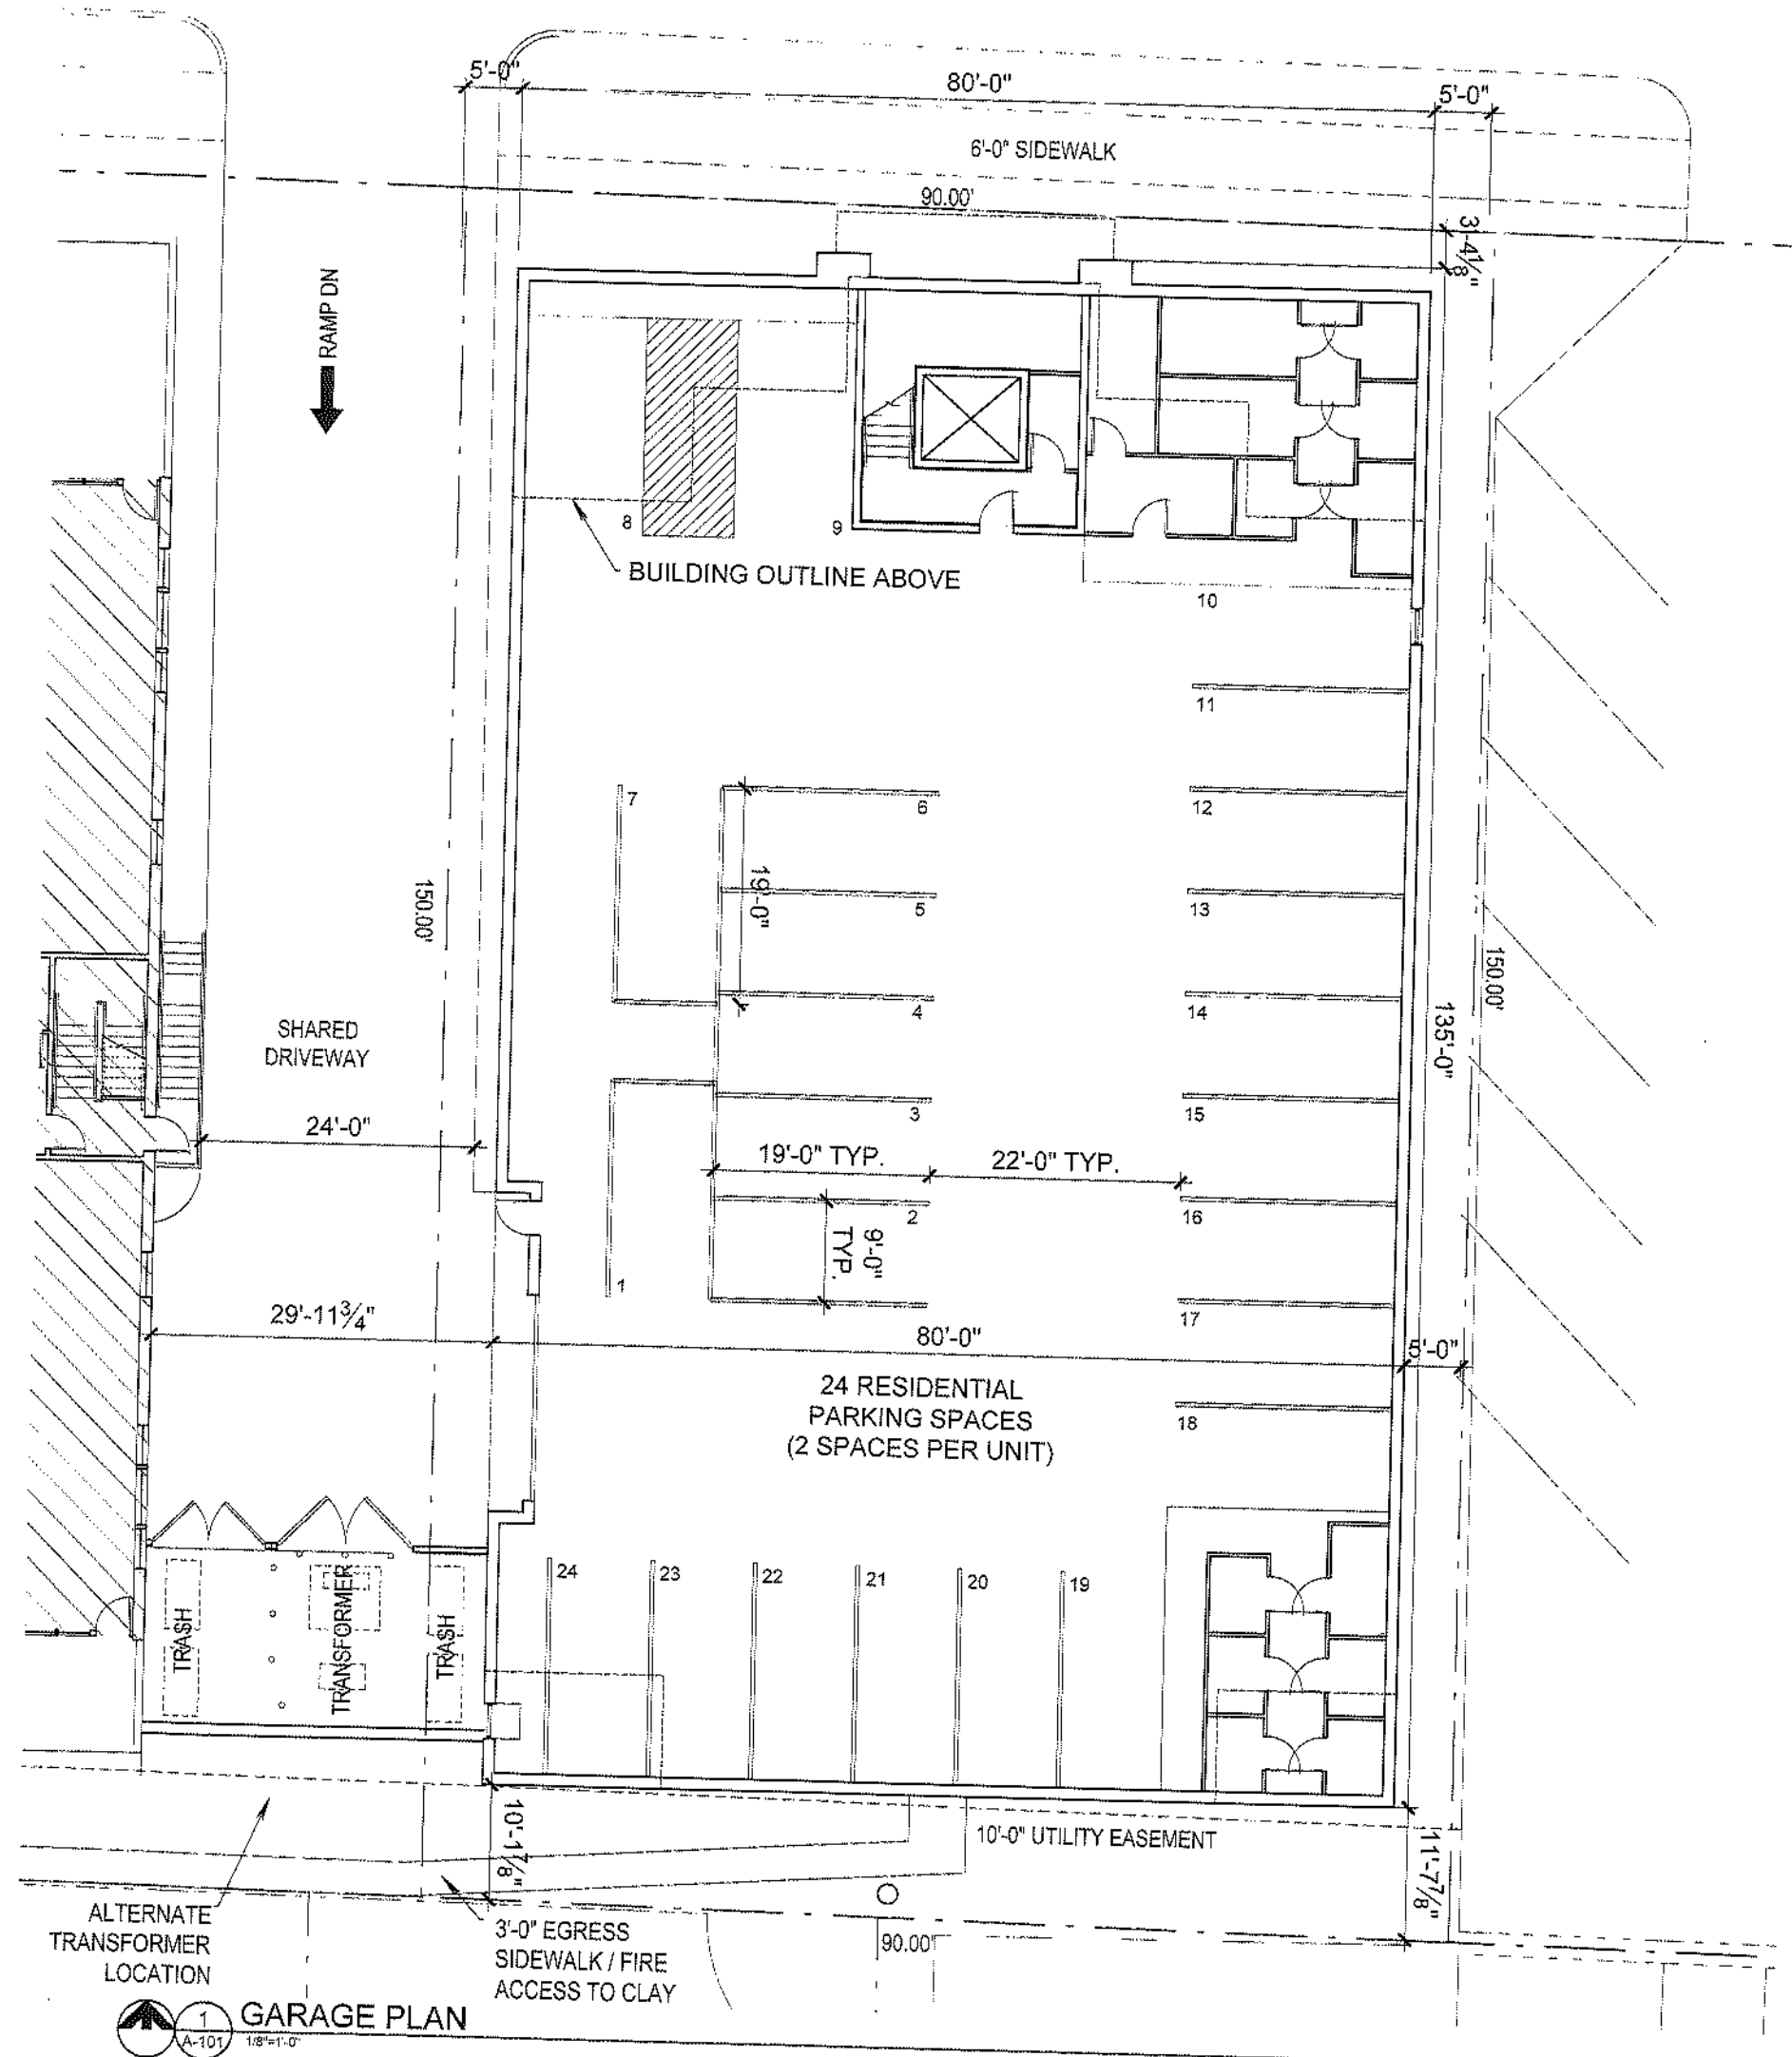 5'-0"
80'-0"
5'-0"
6'-0" SIDEWALK
90.00'
3'-4 1/8"
RAMP DN
8
9
BUILDING OUTLINE ABOVE
10
11
7
6
12
19'-0"
5
13
150.00'
4
14
150.00'
135'-0"
SHARED
DRIVEWAY
3
15
24'-0"
19'-0" TYP.
22'-0" TYP.
2
16
9'-0"
TYP.
1
17
29'-11 3/4"
80'-0"
5'-0"
24 RESIDENTIAL
PARKING SPACES
(2 SPACES PER UNIT)
18
24
23
22
21
20
19
TRASH
TRANSFORMER
TRASH
10'-1 7/8"
10'-0" UTILITY EASEMENT
11'-7 7/8"
ALTERNATE
TRANSFORMER
LOCATION
3'-0" EGRESS
SIDEWALK / FIRE
ACCESS TO CLAY
90.00'
1
A-101
GARAGE PLAN
1/8"=1'-0"